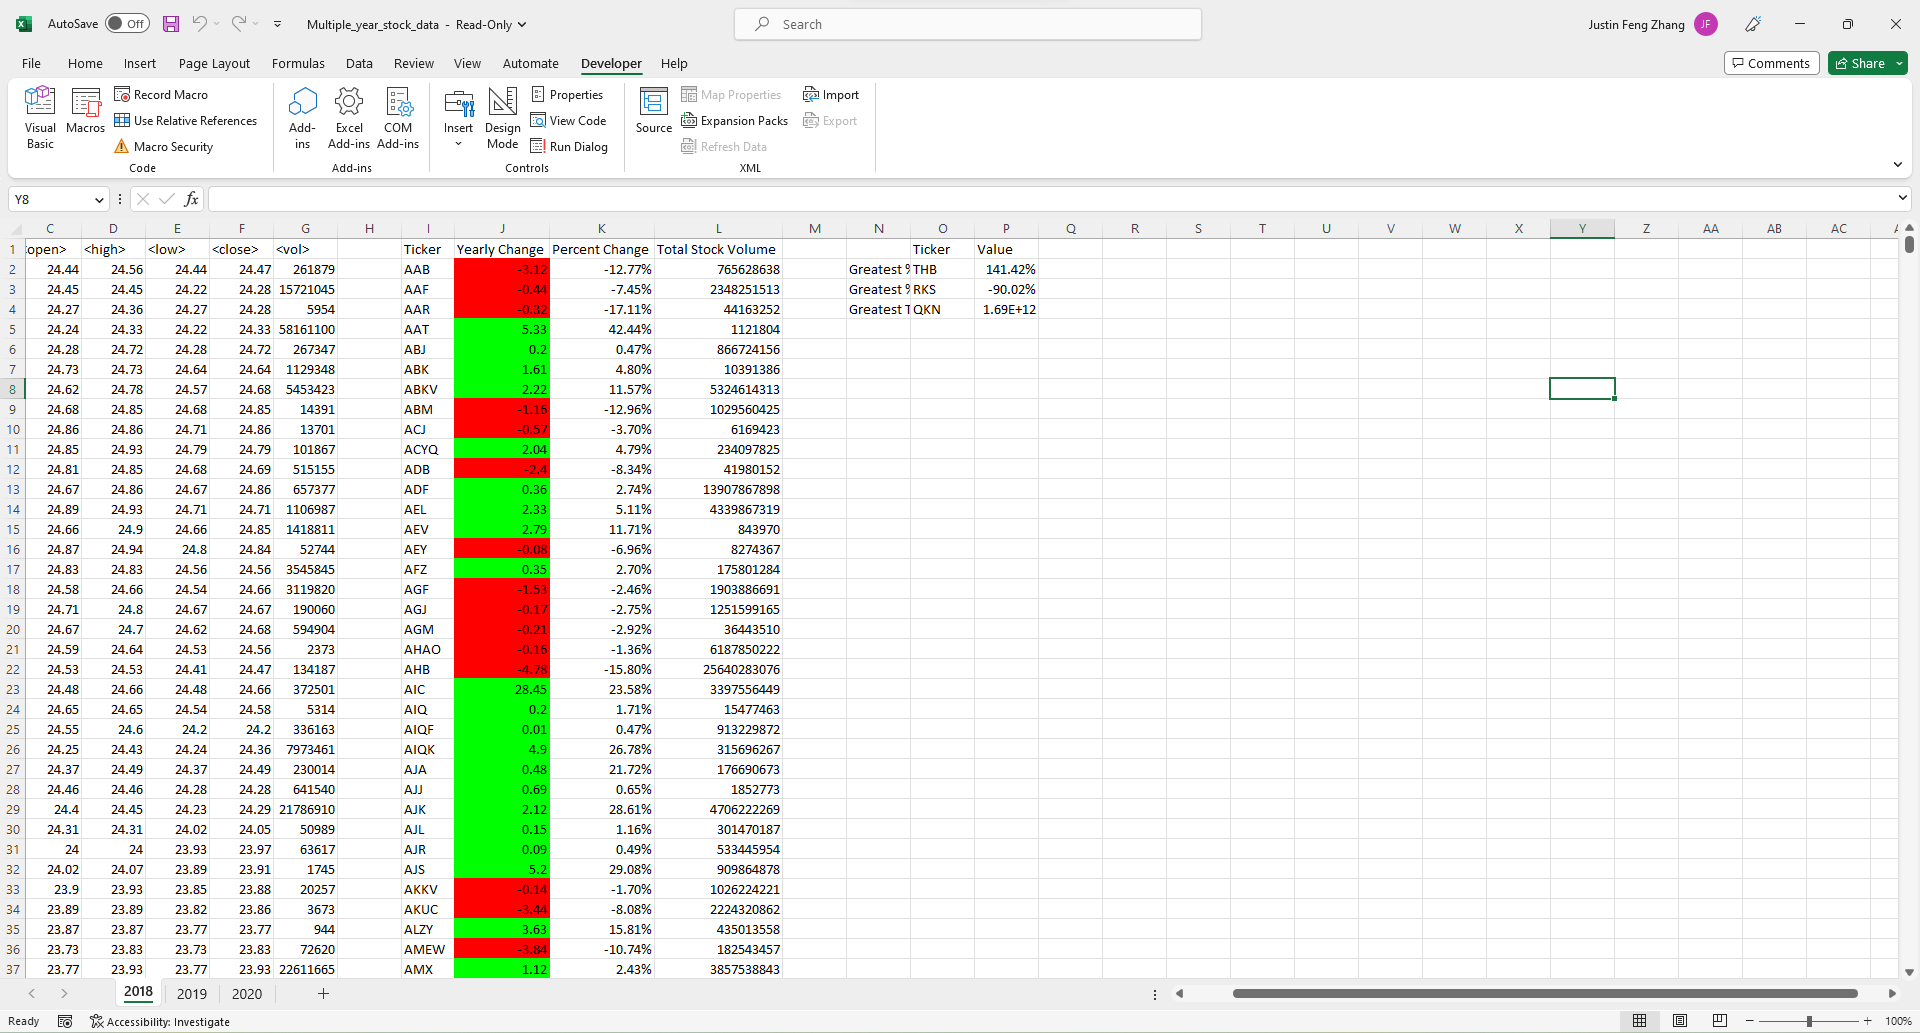 AutoSave Off Multiple_year_stock_data - Read-Only Search Justin Feng Zhang JF
File Home Insert Page Layout Formulas Data Review View Automate Developer Help Comments Share
Visual Basic
Macros
Record Macro
Use Relative References
Macro Security
Code
Add-ins
Excel Add-ins
COM Add-ins
Add-ins
Insert
Design Mode
Properties
View Code
Run Dialog
Controls
Source
Map Properties
Expansion Packs
Refresh Data
Import
Export
XML
Y8 fx
C D E F G H I J K L M N O P Q R S T U V W X Y Z AA AB AC
1 open> <high> <low> <close> <vol> Ticker Yearly Change Percent Change Total Stock Volume Ticker Value
2 24.44 24.56 24.44 24.47 261879 AAB -3.12 -12.77% 765628638 Greatest % THB 141.42%
3 24.45 24.45 24.22 24.28 15721045 AAF -0.44 -7.45% 2348251513 Greatest % RKS -90.02%
4 24.27 24.36 24.27 24.28 5954 AAR -0.32 -17.11% 44163252 Greatest T QKN 1.69E+12
5 24.24 24.33 24.22 24.33 58161100 AAT 5.33 42.44% 1121804
6 24.28 24.72 24.28 24.72 267347 ABJ 0.2 0.47% 866724156
7 24.73 24.73 24.64 24.64 1129348 ABK 1.61 4.80% 10391386
8 24.62 24.78 24.57 24.68 5453423 ABKV 2.22 11.57% 5324614313
9 24.68 24.85 24.68 24.85 14391 ABM -1.16 -12.96% 1029560425
10 24.86 24.86 24.71 24.86 13701 ACJ -0.57 -3.70% 6169423
11 24.85 24.93 24.79 24.79 101867 ACYQ 2.04 4.79% 234097825
12 24.81 24.85 24.68 24.69 515155 ADB -2.4 -8.34% 41980152
13 24.67 24.86 24.67 24.86 657377 ADF 0.36 2.74% 13907867898
14 24.89 24.93 24.71 24.71 1106987 AEL 2.33 5.11% 4339867319
15 24.66 24.9 24.66 24.85 1418811 AEV 2.79 11.71% 843970
16 24.87 24.94 24.8 24.84 52744 AEY -0.08 -6.96% 8274367
17 24.83 24.83 24.56 24.56 3545845 AFZ 0.35 2.70% 175801284
18 24.58 24.66 24.54 24.66 3119820 AGF -1.53 -2.46% 1903886691
19 24.71 24.8 24.67 24.67 190060 AGJ -0.17 -2.75% 1251599165
20 24.67 24.7 24.62 24.68 594904 AGM -0.21 -2.92% 36443510
21 24.59 24.64 24.53 24.56 2373 AHAO -0.16 -1.36% 6187850222
22 24.53 24.53 24.41 24.47 134187 AHB -4.78 -15.80% 25640283076
23 24.48 24.66 24.48 24.66 372501 AIC 28.45 23.58% 3397556449
24 24.65 24.65 24.54 24.58 5314 AIQ 0.2 1.71% 15477463
25 24.55 24.6 24.2 24.2 336163 AIQF 0.01 0.47% 913229872
26 24.25 24.43 24.24 24.36 7973461 AIQK 4.9 26.78% 315696267
27 24.37 24.49 24.37 24.49 230014 AJA 0.48 21.72% 176690673
28 24.46 24.46 24.28 24.28 641540 AJJ 0.69 0.65% 1852773
29 24.4 24.45 24.23 24.29 21786910 AJK 2.12 28.61% 4706222269
30 24.31 24.31 24.02 24.05 50989 AJL 0.15 1.16% 301470187
31 24 24 23.93 23.97 63617 AJR 0.09 0.49% 533445954
32 24.02 24.07 23.89 23.91 1745 AJS 5.2 29.08% 909864878
33 23.9 23.93 23.85 23.88 20257 AKKV -0.14 -1.70% 1026224221
34 23.89 23.89 23.82 23.86 3673 AKUC -3.44 -8.08% 2224320862
35 23.87 23.87 23.77 23.77 944 ALZY 3.63 15.81% 435013558
36 23.73 23.83 23.73 23.83 72620 AMEW -3.84 -10.74% 182543457
37 23.77 23.93 23.77 23.93 22611665 AMX 1.12 2.43% 3857538843
2018 2019 2020
Ready Accessibility: Investigate 100%